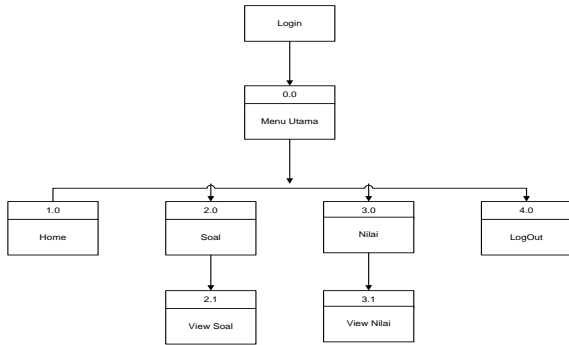 Login
0.0
Menu Utama
1.0
Home
2.0
Soal
3.0
Nilai
4.0
LogOut
2.1
View Soal
3.1
View Nilai